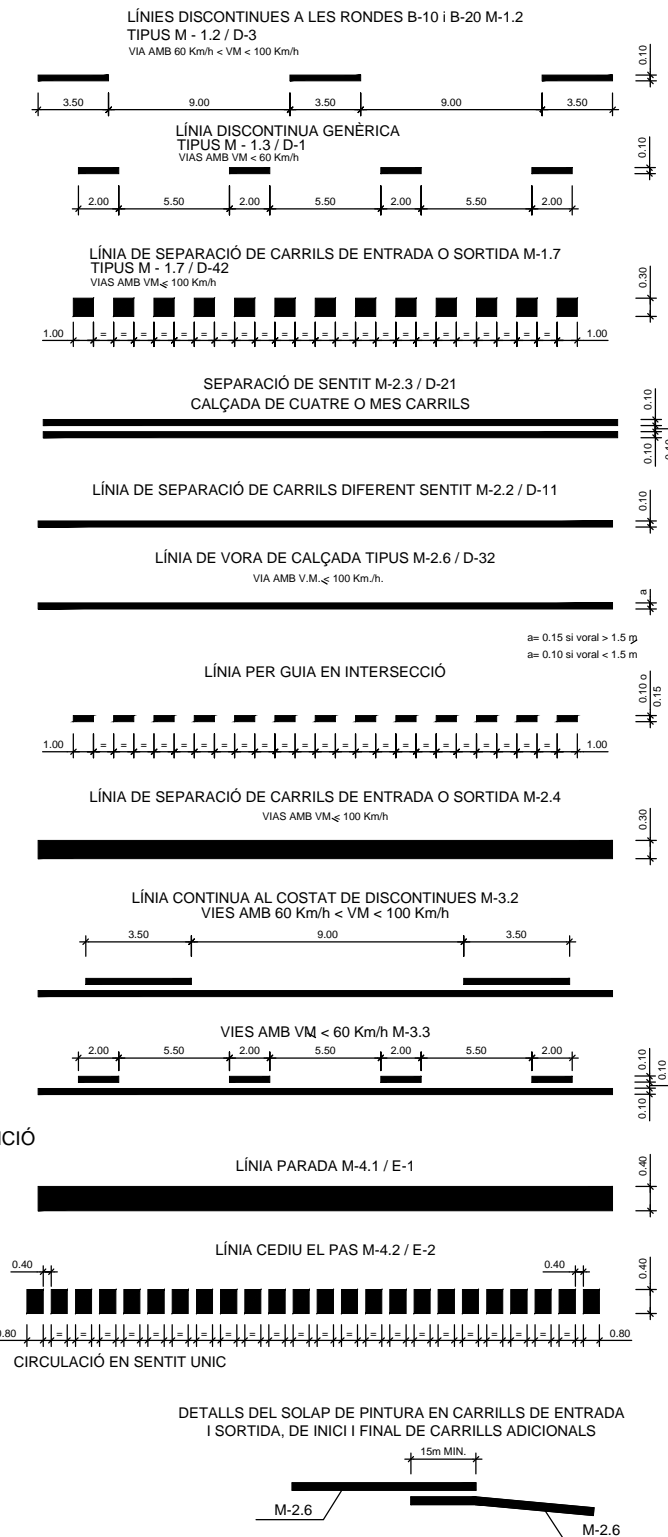 LÍNIES DISCONTINUES A LES RONDES B-10 i B-20 M-1.2
TIPUS M - 1.2 / D-3
VIA AMB 60 Km/h < VM < 100 Km/h
0.10
3.50 9.00 3.50 9.00 3.50
LÍNIA DISCONTINUA GENÈRICA
TIPUS M - 1.3 / D-1
VIAS AMB VM < 60 Km/h
0.10
2.00 5.50 2.00 5.50 2.00 5.50 2.00
LÍNIA DE SEPARACIÓ DE CARRILS DE ENTRADA O SORTIDA M-1.7
TIPUS M - 1.7 / D-42
VIAS AMB VM ⩽ 100 Km/h
0.30
1.00 = = = = = = = = = = = = = = = = = = = = = = = 1.00
SEPARACIÓ DE SENTIT M-2.3 / D-21
CALÇADA DE CUATRE O MES CARRILS
0.10
0.10 0.10
LÍNIA DE SEPARACIÓ DE CARRILS DIFERENT SENTIT M-2.2 / D-11
0.10
LÍNIA DE VORA DE CALÇADA TIPUS M-2.6 / D-32
VIA AMB V.M. ⩽ 100 Km./h.
a
a= 0.15 si voral > 1.5 m
a= 0.10 si voral < 1.5 m
LÍNIA PER GUIA EN INTERSECCIÓ
0.10 o
0.15
1.00 = = = = = = = = = = = = = = = = = = = = = = = 1.00
LÍNIA DE SEPARACIÓ DE CARRILS DE ENTRADA O SORTIDA M-2.4
VIAS AMB VM ⩽ 100 Km/h
0.30
LÍNIA CONTINUA AL COSTAT DE DISCONTINUES M-3.2
VIES AMB 60 Km/h < VM < 100 Km/h
3.50 9.00 3.50
VIES AMB VM < 60 Km/h M-3.3
2.00 5.50 2.00 5.50 2.00 5.50 2.00
0.10
0.10 0.10
NCIÓ
LÍNIA PARADA M-4.1 / E-1
0.40
LÍNIA CEDIU EL PAS M-4.2 / E-2
0.40 0.40 0.40
0.80 = = = = = = = = = = = = = = = = = = = = = = 0.80
CIRCULACIÓ EN SENTIT UNIC
DETALLS DEL SOLAP DE PINTURA EN CARRILLS DE ENTRADA
I SORTIDA, DE INICI I FINAL DE CARRILLS ADICIONALS
15m MIN.
M-2.6
M-2.6